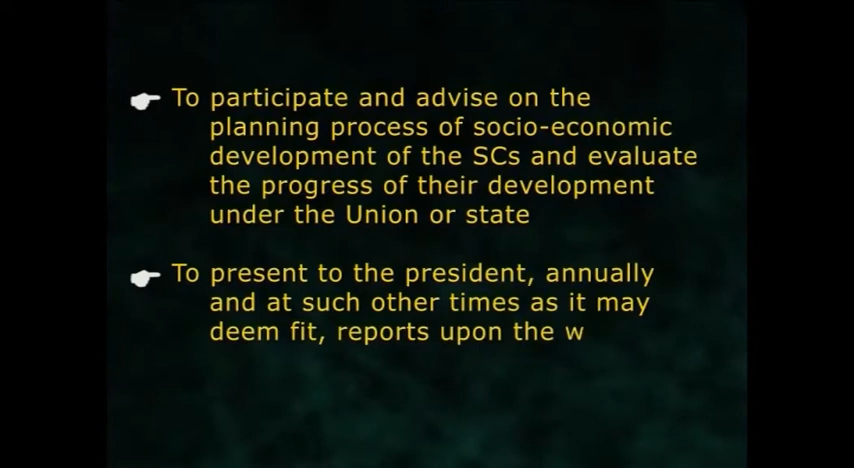 To participate and advise on the
planning process of socio-economic
development of the SCs and evaluate
the progress of their development
under the Union or state
To present to the president, annually
and at such other times as it may
deem fit, reports upon the w